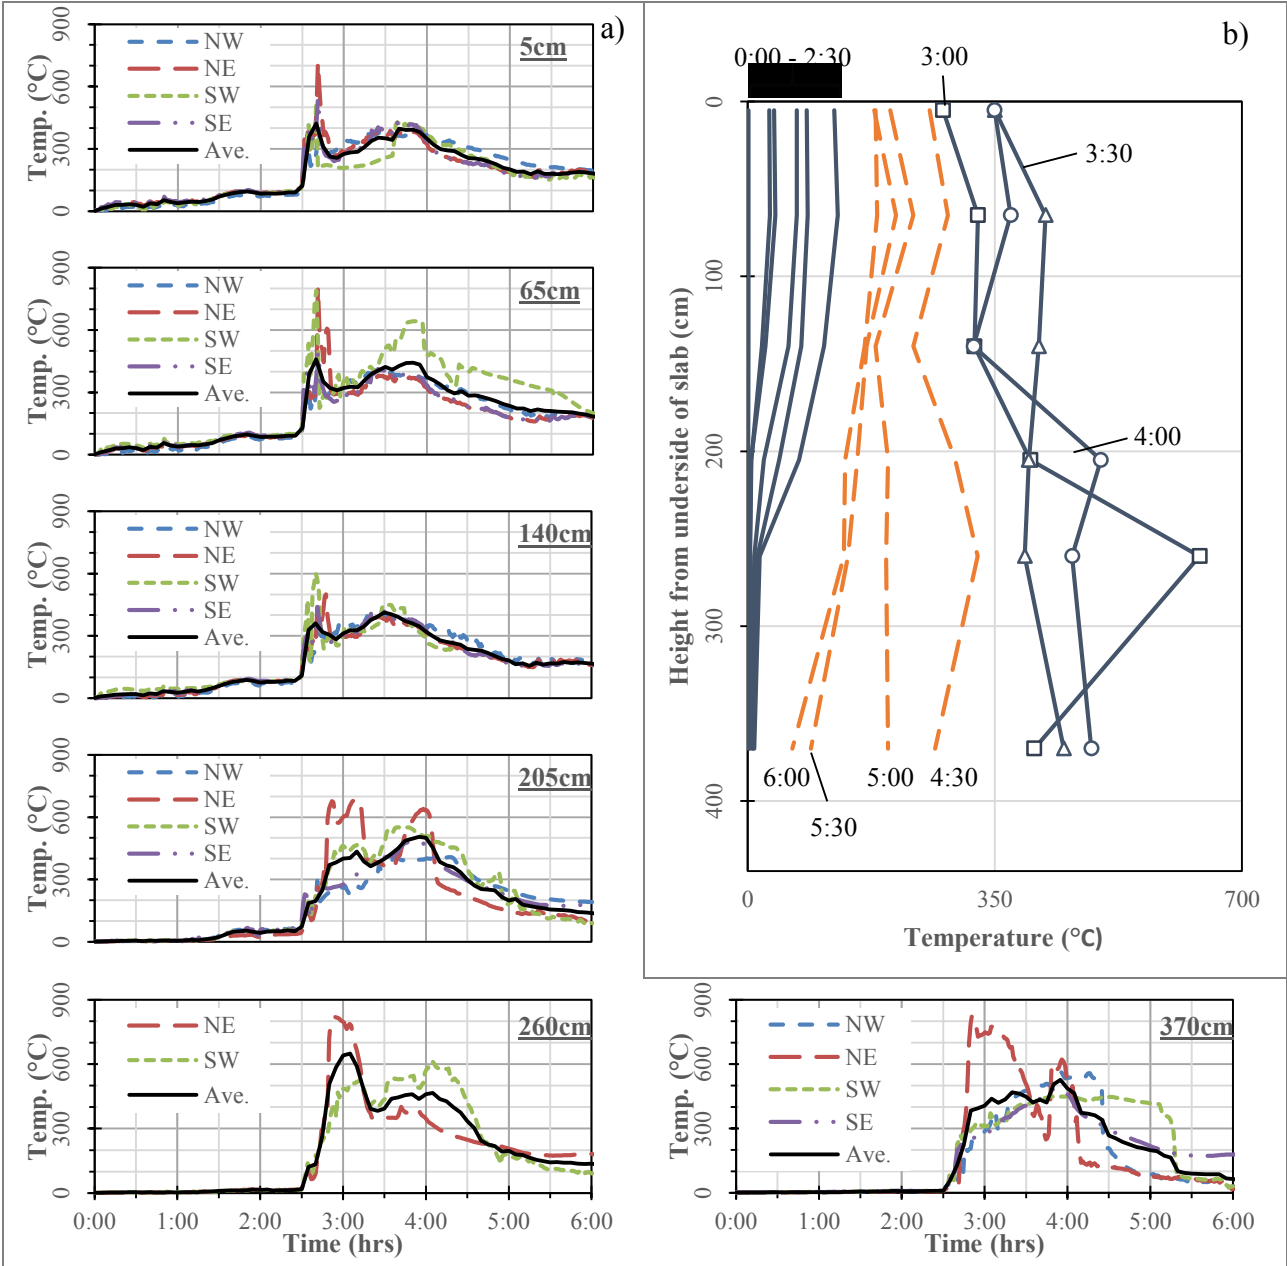 a)
900
600
300
0
Temp. (°C)
NW
NE
SW
SE
Ave.
5cm
900
600
300
0
Temp. (°C)
NW
NE
SW
SE
Ave.
65cm
900
600
300
0
Temp. (°C)
NW
NE
SW
SE
Ave.
140cm
900
600
300
0
Temp. (°C)
NW
NE
SW
SE
Ave.
205cm
900
600
300
0
Temp. (°C)
NE
SW
Ave.
260cm
0:00 1:00 2:00 3:00 4:00 5:00 6:00
Time (hrs)
b)
0:00 - 2:30
3:00
3:30
4:00
6:00 5:00 4:30
5:30
0
100
200
300
400
Height from underside of slab (cm)
0 350 700
Temperature (°C)
900
600
300
0
Temp. (°C)
NW
NE
SW
SE
Ave.
370cm
0:00 1:00 2:00 3:00 4:00 5:00 6:00
Time (hrs)